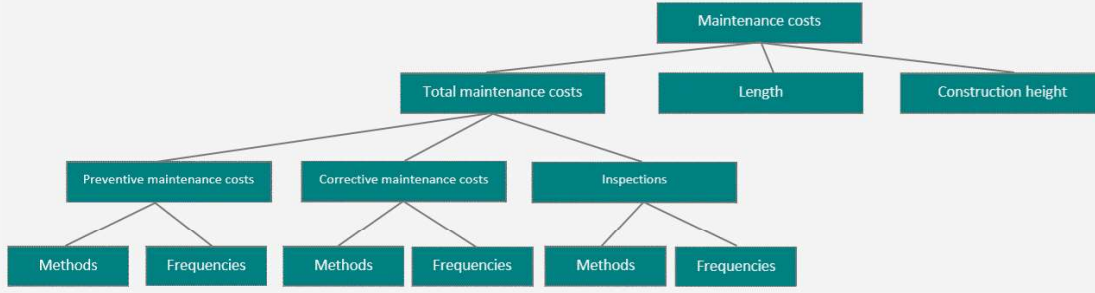 Maintenance costs
Total maintenance costs
Length
Construction height
Preventive maintenance costs
Corrective maintenance costs
Inspections
Methods
Frequencies
Methods
Frequencies
Methods
Frequencies